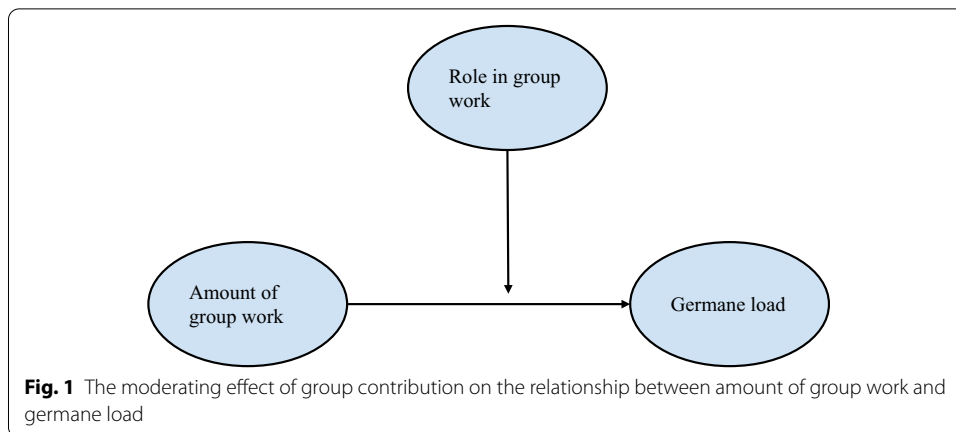 Role in group
work
Amount of
group work
Germane load
Fig. 1 The moderating effect of group contribution on the relationship between amount of group work and
germane load